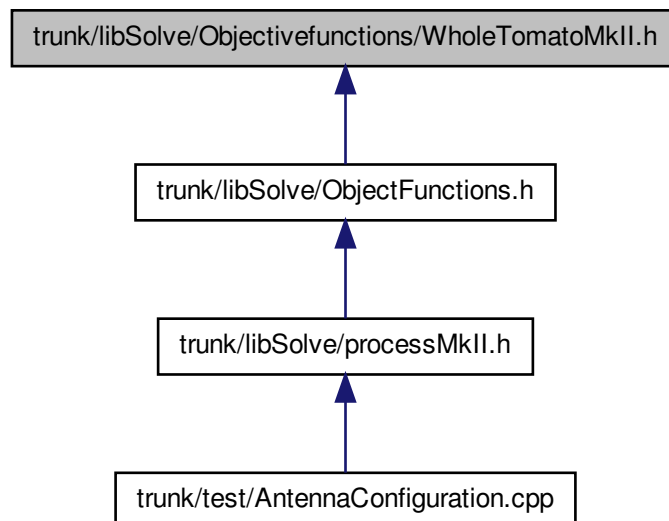 trunk/libSolve/Objectivefunctions/WholeTomatoMkII.h
trunk/libSolve/ObjectFunctions.h
trunk/libSolve/processMkII.h
trunk/test/AntennaConfiguration.cpp